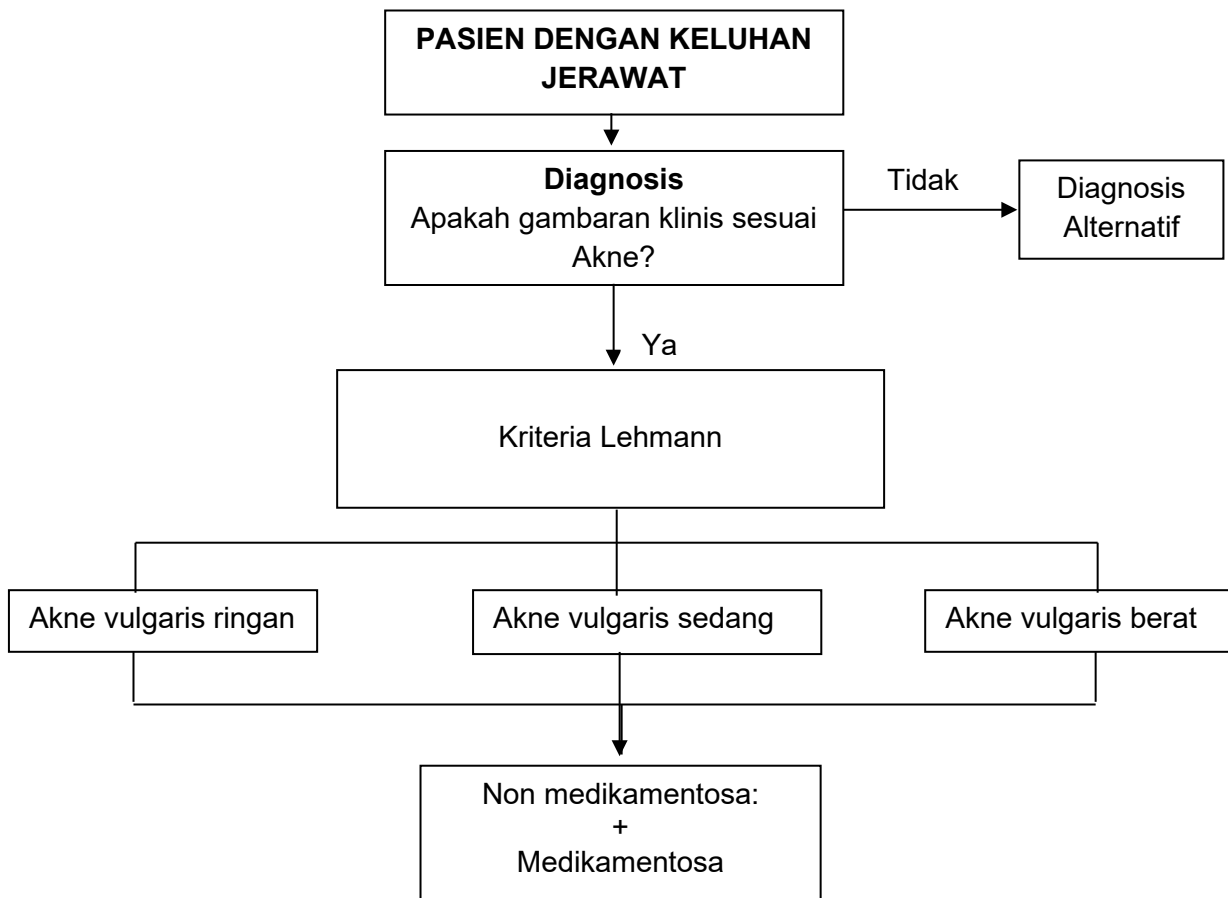 PASIEN DENGAN KELUHAN
JERAWAT
Diagnosis
Apakah gambaran klinis sesuai
Akne?
Tidak
Diagnosis
Alternatif
Ya
Kriteria Lehmann
Akne vulgaris ringan
Akne vulgaris sedang
Akne vulgaris berat
Non medikamentosa:
+
Medikamentosa